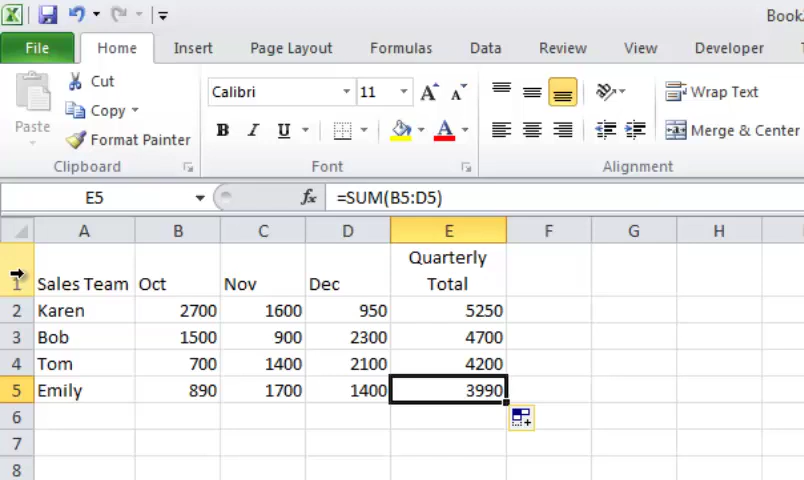 Book
File Home Insert Page Layout Formulas Data Review View Developer
Paste
Cut
Copy
Format Painter
Clipboard
Calibri 11 A A
B I U A
Font
Wrap Text
Merge & Center
Alignment
E5 fx =SUM(B5:D5)
A B C D E F G H
1 Sales Team Oct Nov Dec Quarterly Total
2 Karen 2700 1600 950 5250
3 Bob 1500 900 2300 4700
4 Tom 700 1400 2100 4200
5 Emily 890 1700 1400 3990
6
7
8